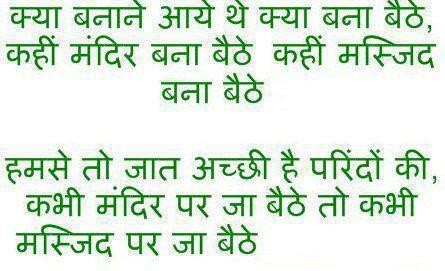 क्या बनाने आये थे क्या बना बैठे,
कहीं मंदिर बना बैठे कहीं मस्जिद
बना बैठे
हमसे तो जात अच्छी है परिंदों की,
कभी मंदिर पर जा बैठे तो कभी
मस्जिद पर जा बैठे